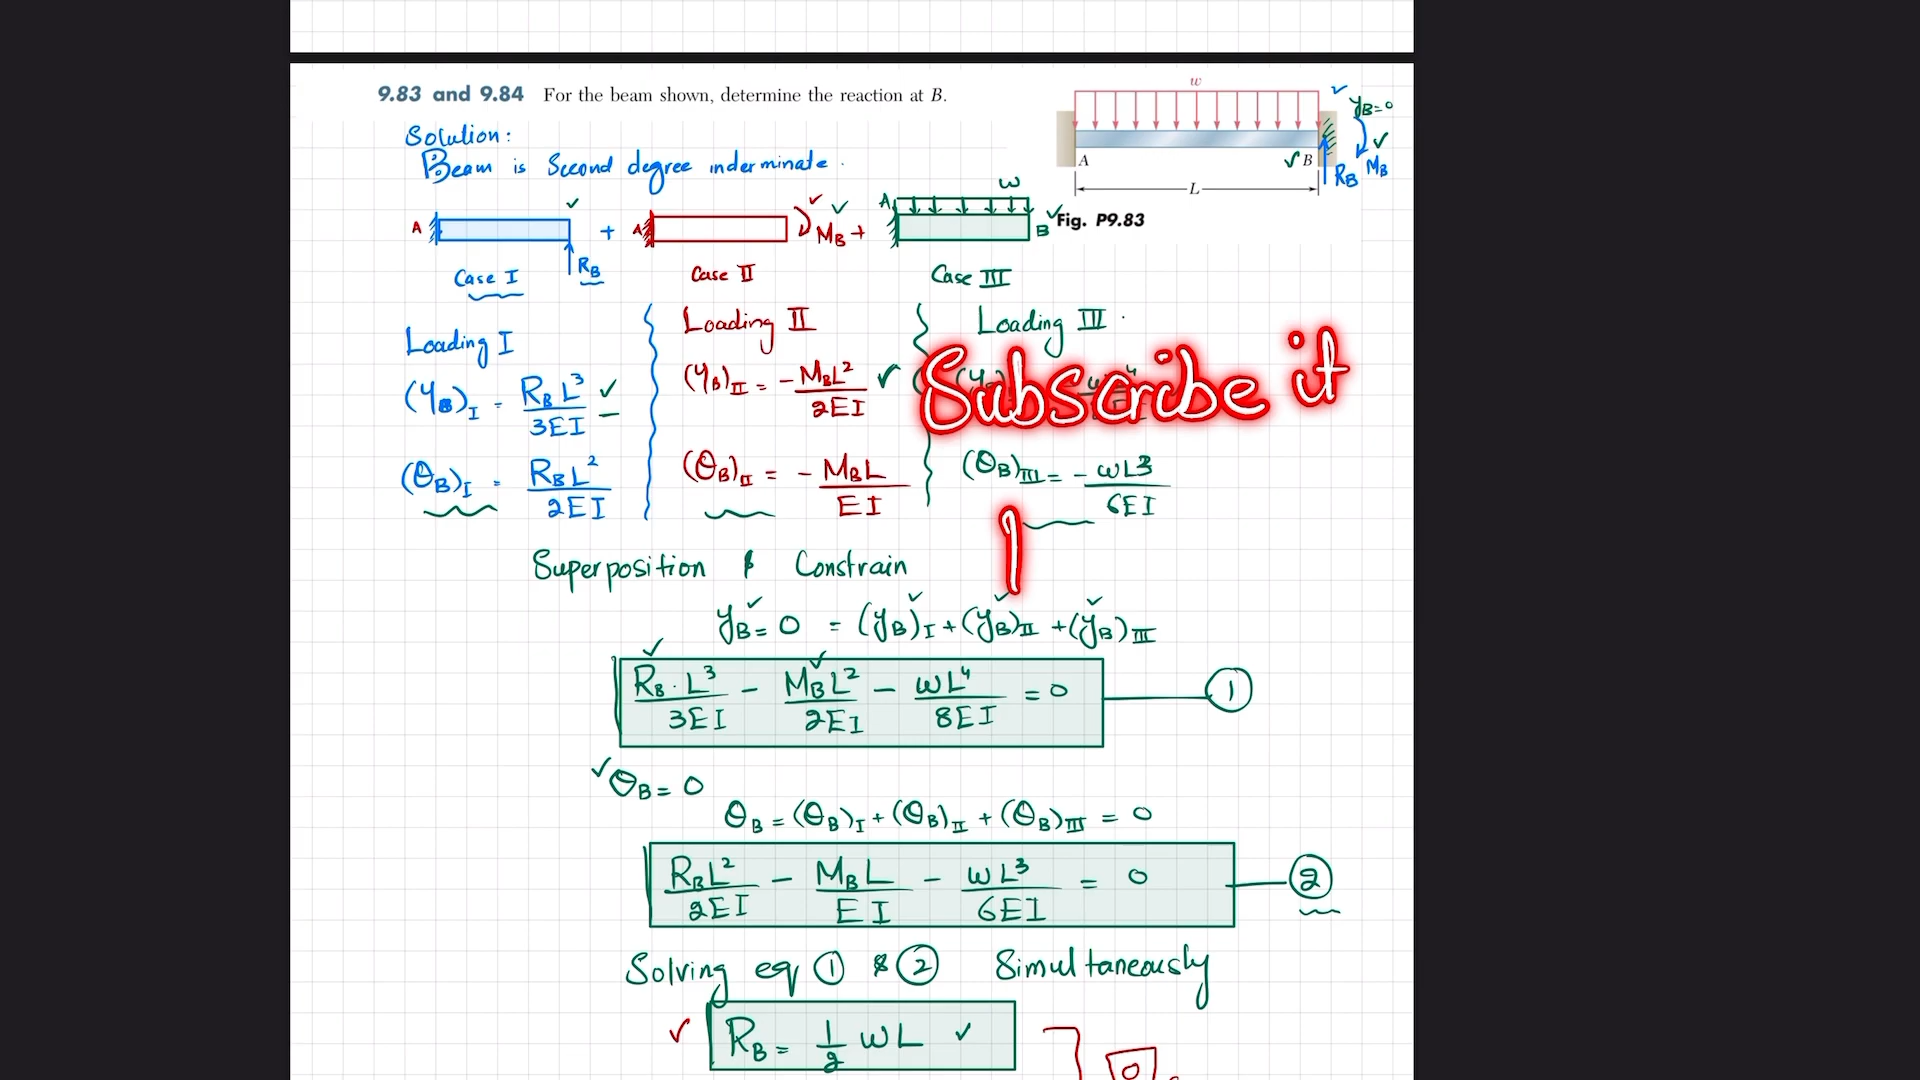 9.83 and 9.84 For the beam shown, determine the reaction at B.
w
yB=0
A
B
RB MB
L
Fig. P9.83
Solution:
Beam is Second degree inderminate.
A + A MB + A w B
RB
Case I Case II Case III
Loading I Loading II Loading III
(yB)I = RB L³/3EI
(yB)II = - MBL²/2EI
(θB)I = RBL²/2EI
(θB)II = - MBL/EI
(θB)III = - wL3/6EI
Subscribe it
Superposition & Constrain
yB = 0 = (yB)I + (yB)II + (yB)III
RB·L³/3EI - MBL²/2EI - wL⁴/8EI = 0 ①
θB = 0
θB = (θB)I + (θB)II + (θB)III = 0
RBL²/2EI - MBL/EI - wL³/6EI = 0 ②
Solving eq ① & ② Simultaneously
RB = 1/2 wL